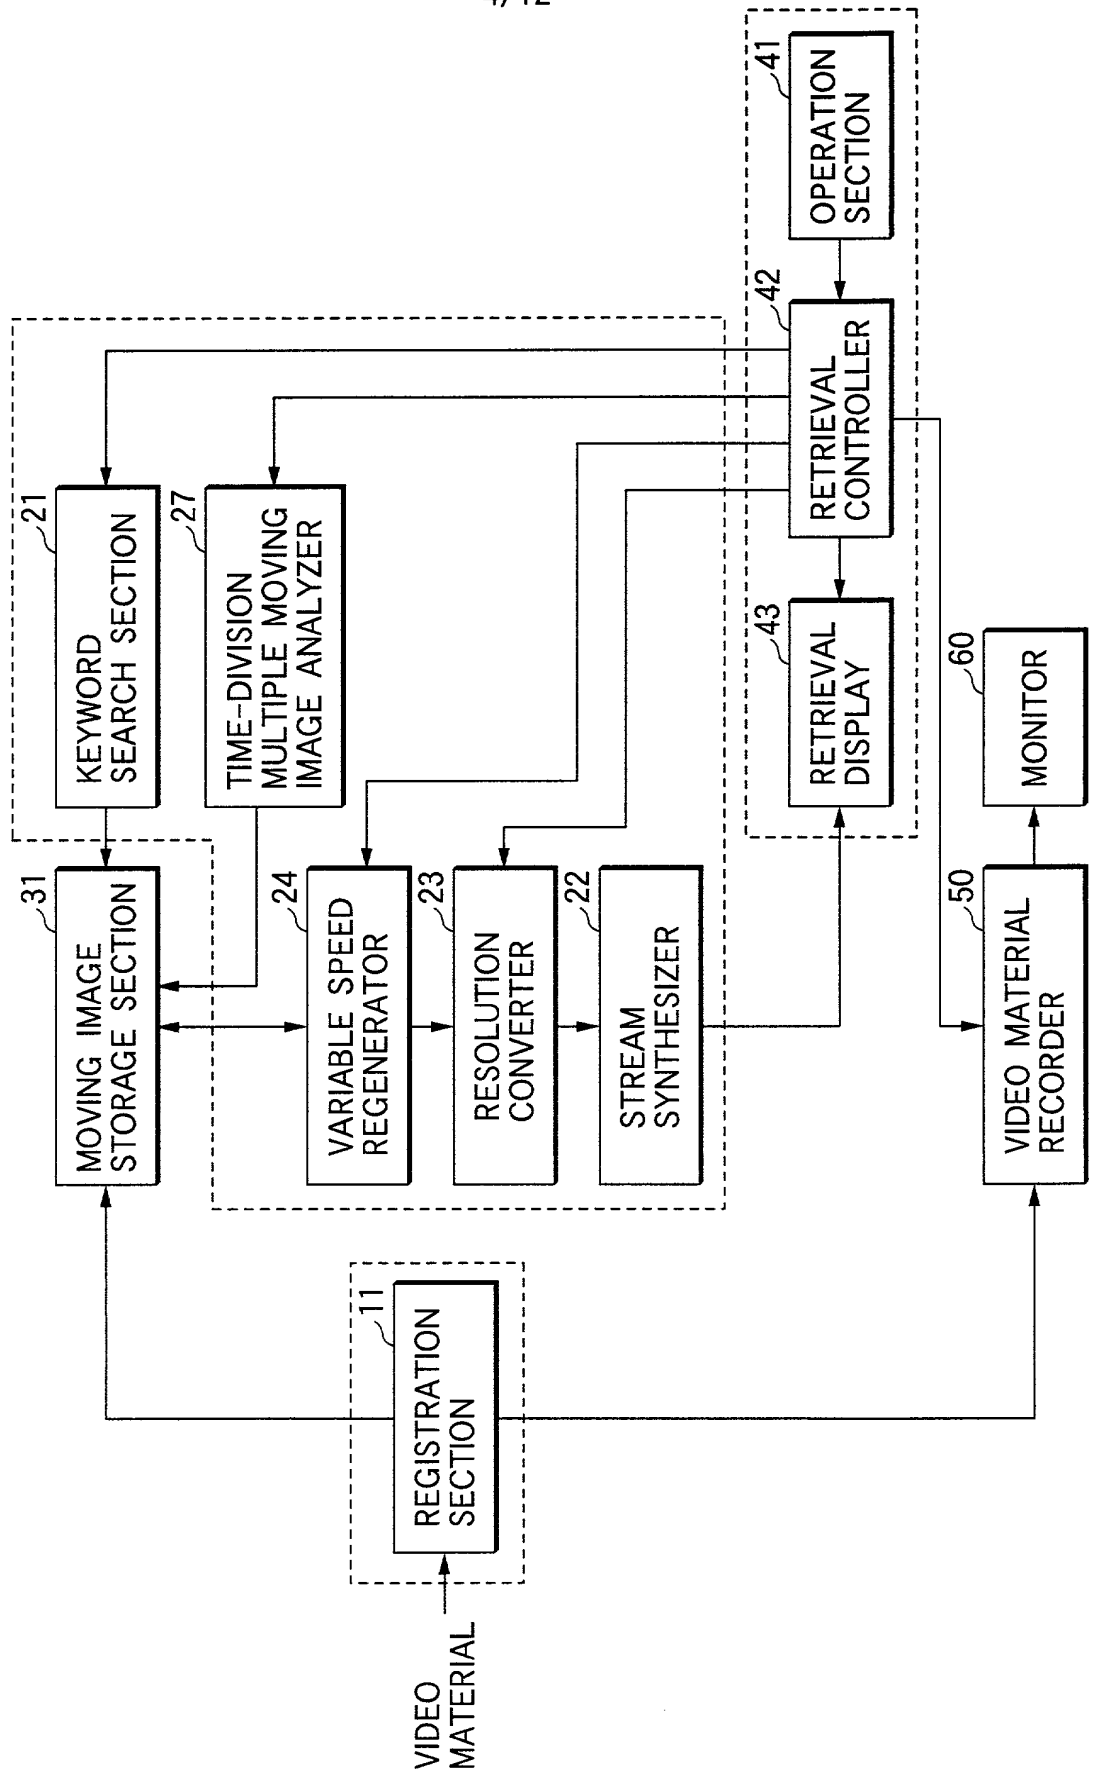 4/12
VIDEO
MATERIAL
11
REGISTRATION
SECTION
31
MOVING IMAGE
STORAGE SECTION
21
KEYWORD
SEARCH SECTION
27
TIME-DIVISION
MULTIPLE MOVING
IMAGE ANALYZER
24
VARIABLE SPEED
REGENERATOR
23
RESOLUTION
CONVERTER
22
STREAM
SYNTHESIZER
43
RETRIEVAL
DISPLAY
42
RETRIEVAL
CONTROLLER
41
OPERATION
SECTION
50
VIDEO MATERIAL
RECORDER
60
MONITOR